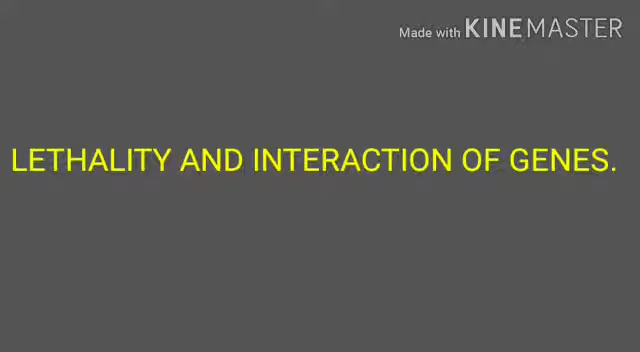 Made with KINEMASTER
LETHALITY AND INTERACTION OF GENES.